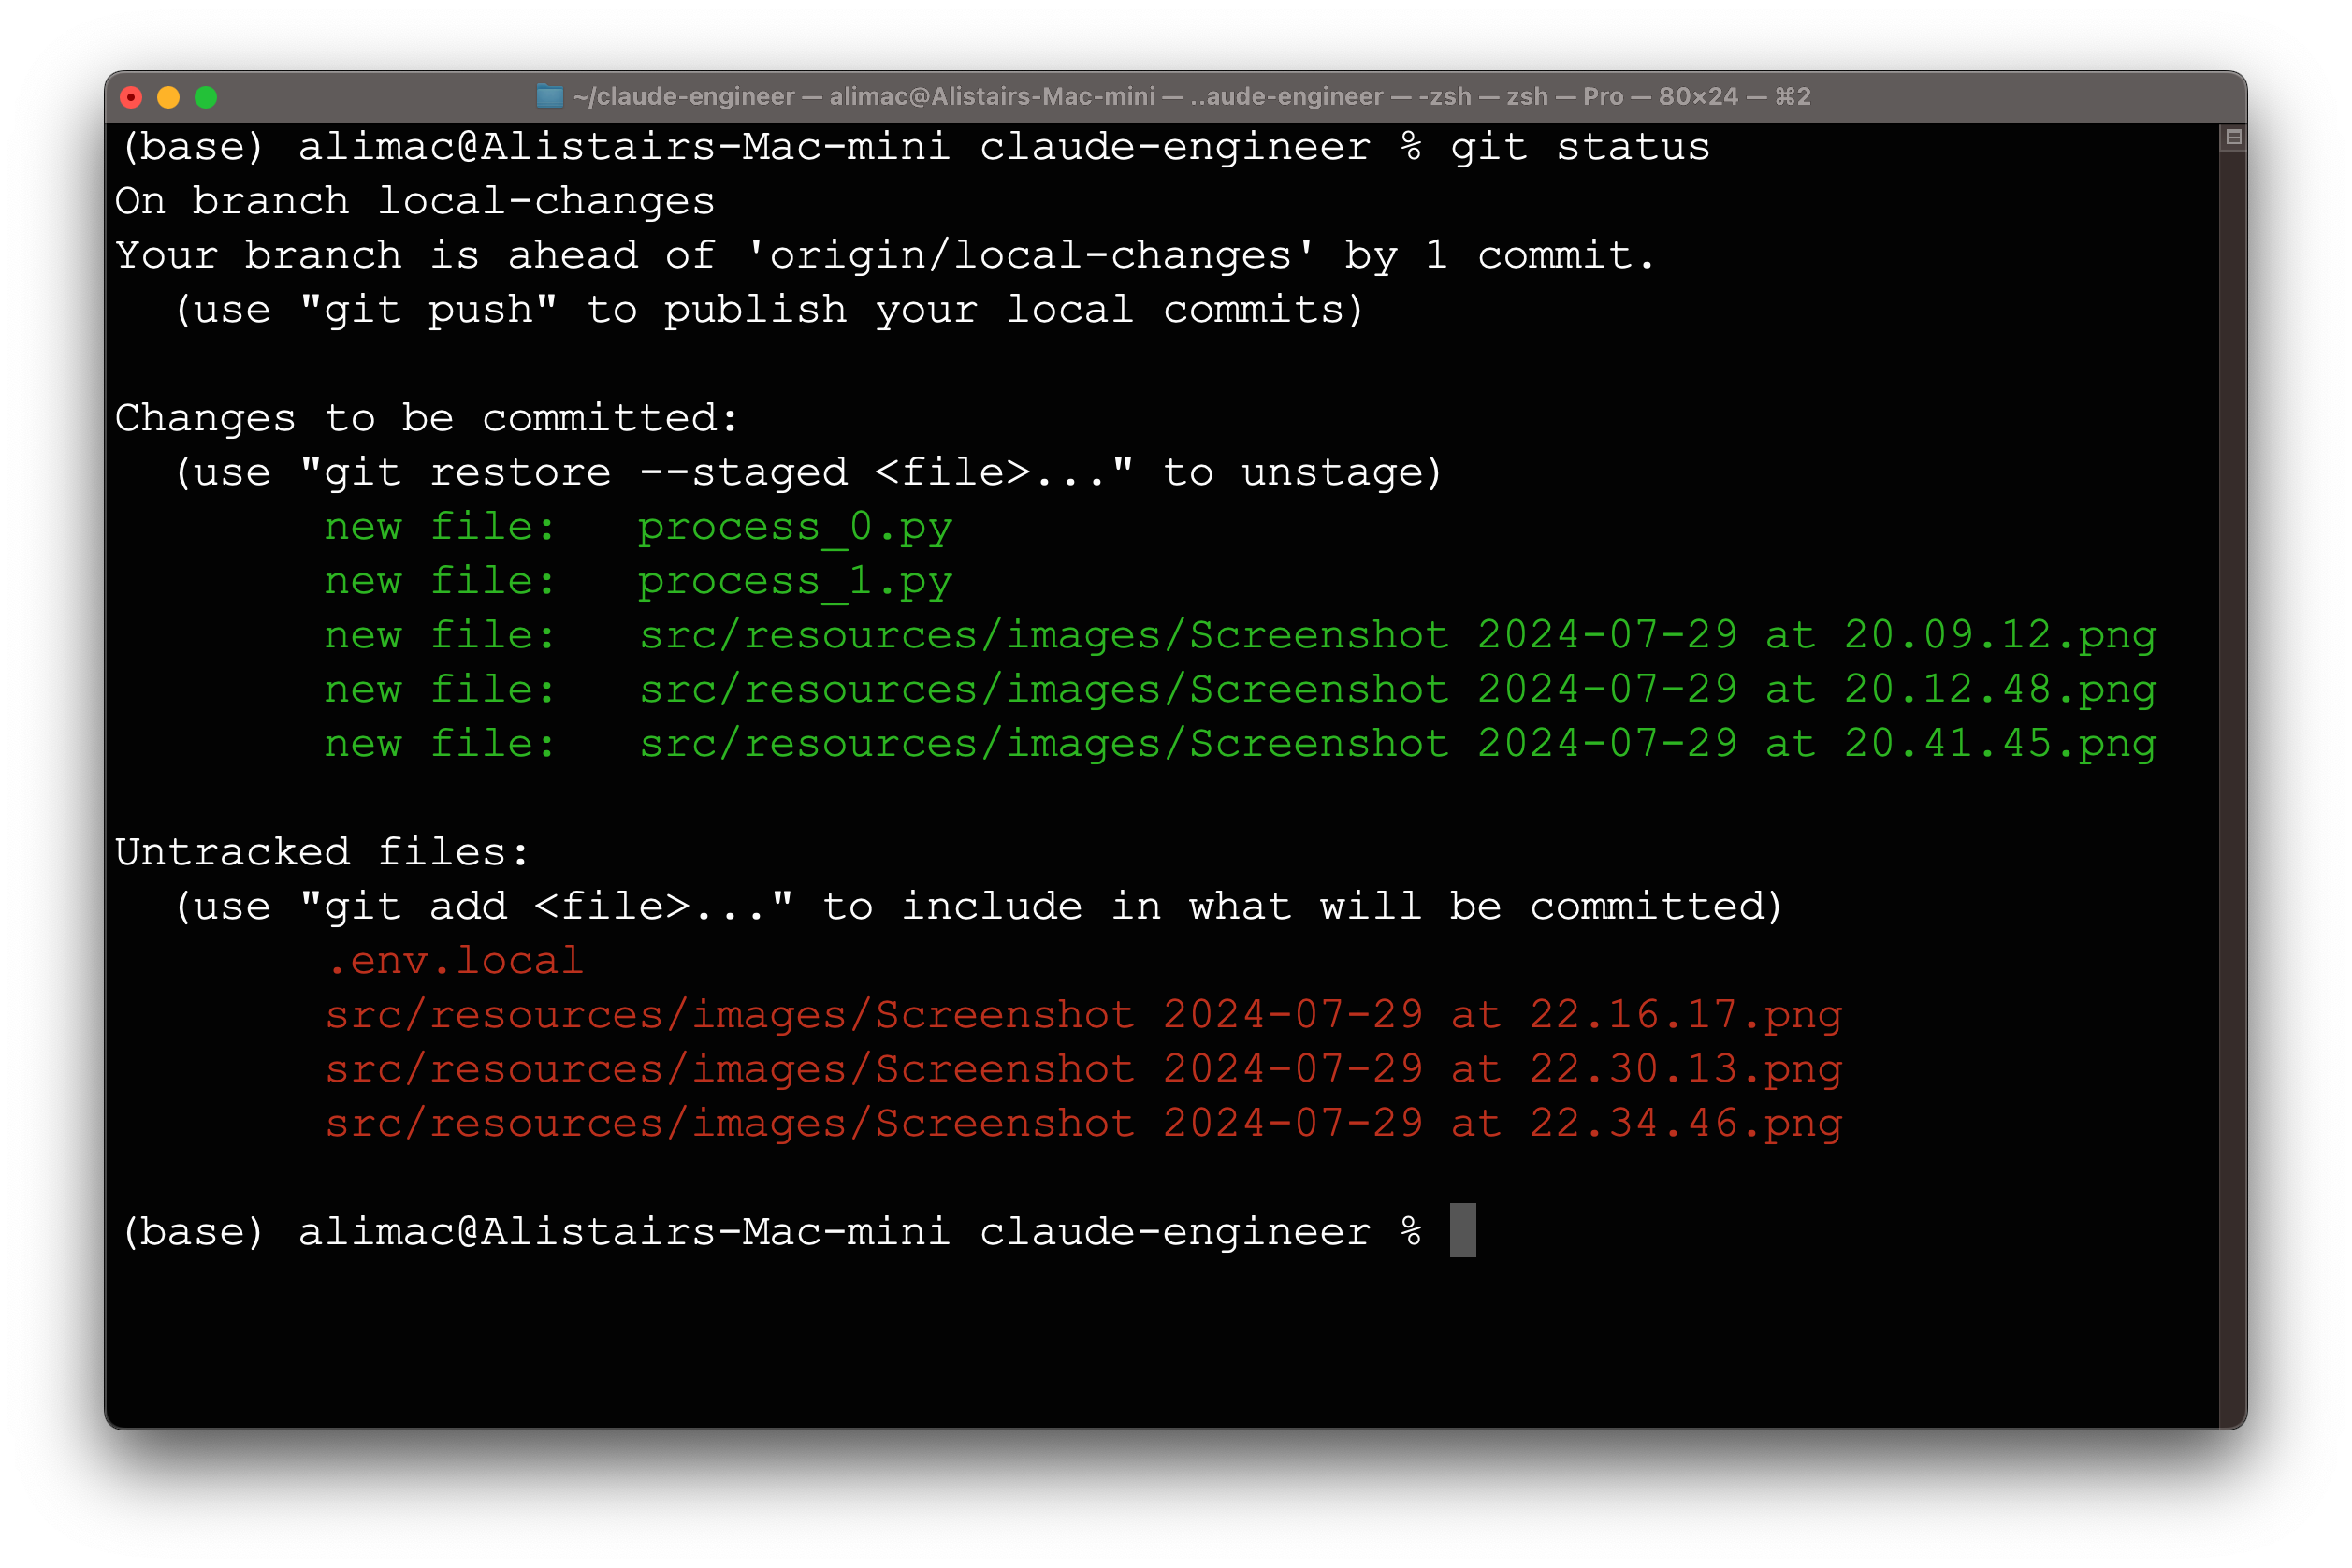 ~/claude-engineer — alimac@Alistairs-Mac-mini — ..aude-engineer — -zsh — zsh — Pro — 80×24 — ⌘2
(base) alimac@Alistairs-Mac-mini claude-engineer % git status
On branch local-changes
Your branch is ahead of 'origin/local-changes' by 1 commit.
  (use "git push" to publish your local commits)

Changes to be committed:
  (use "git restore --staged <file>..." to unstage)
        new file:   process_0.py
        new file:   process_1.py
        new file:   src/resources/images/Screenshot 2024-07-29 at 20.09.12.png
        new file:   src/resources/images/Screenshot 2024-07-29 at 20.12.48.png
        new file:   src/resources/images/Screenshot 2024-07-29 at 20.41.45.png

Untracked files:
  (use "git add <file>..." to include in what will be committed)
        .env.local
        src/resources/images/Screenshot 2024-07-29 at 22.16.17.png
        src/resources/images/Screenshot 2024-07-29 at 22.30.13.png
        src/resources/images/Screenshot 2024-07-29 at 22.34.46.png

(base) alimac@Alistairs-Mac-mini claude-engineer %